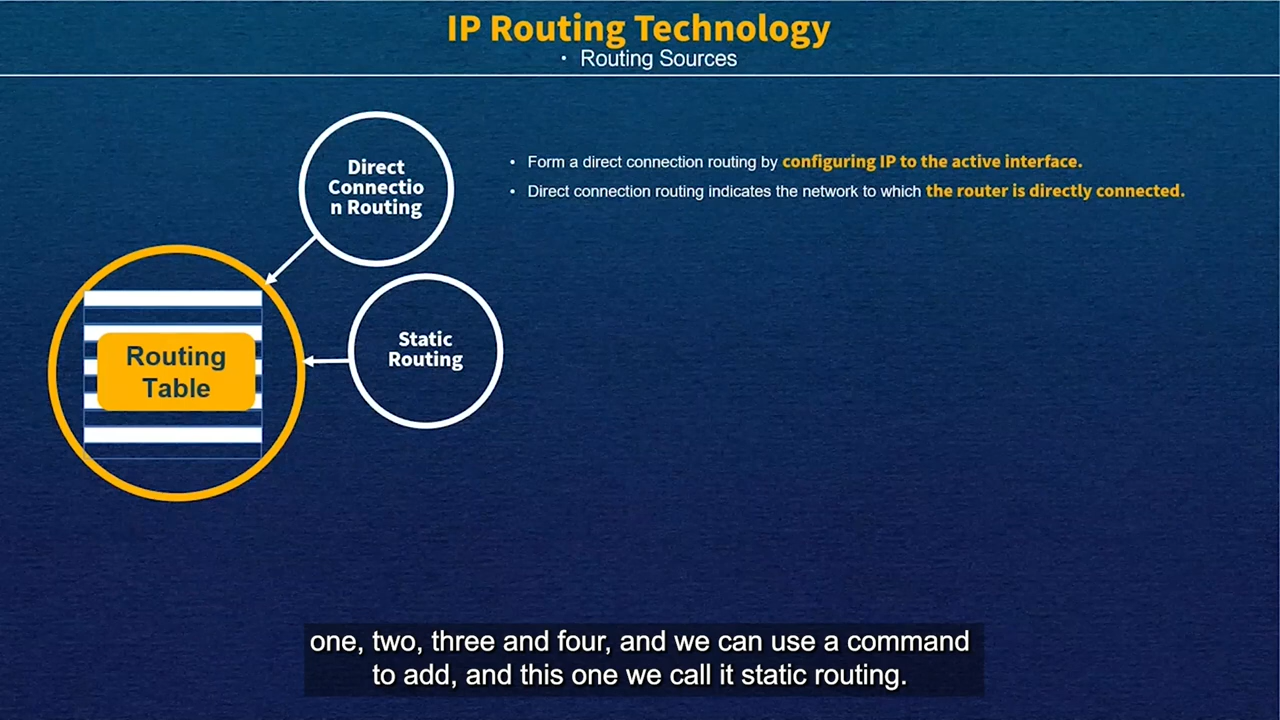 IP Routing Technology
• Routing Sources
Direct
Connectio
n Routing
• Form a direct connection routing by configuring IP to the active interface.
• Direct connection routing indicates the network to which the router is directly connected.
Static
Routing
Routing
Table
one, two, three and four, and we can use a command
to add, and this one we call it static routing.